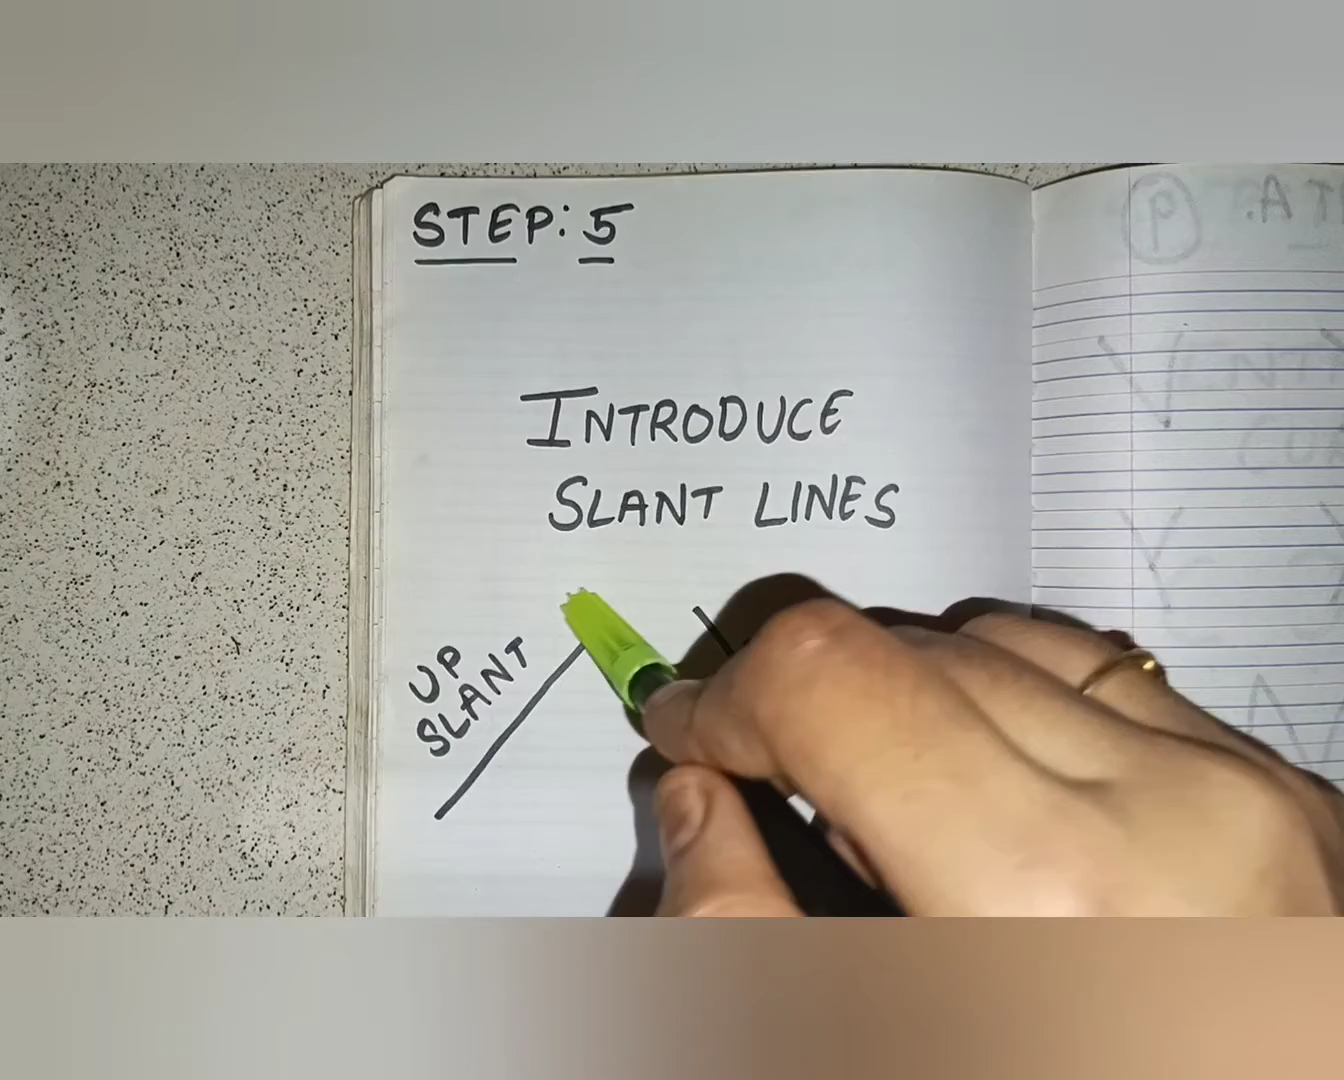 STEP: 5
INTRODUCE
SLANT LINES
UP
SLANT